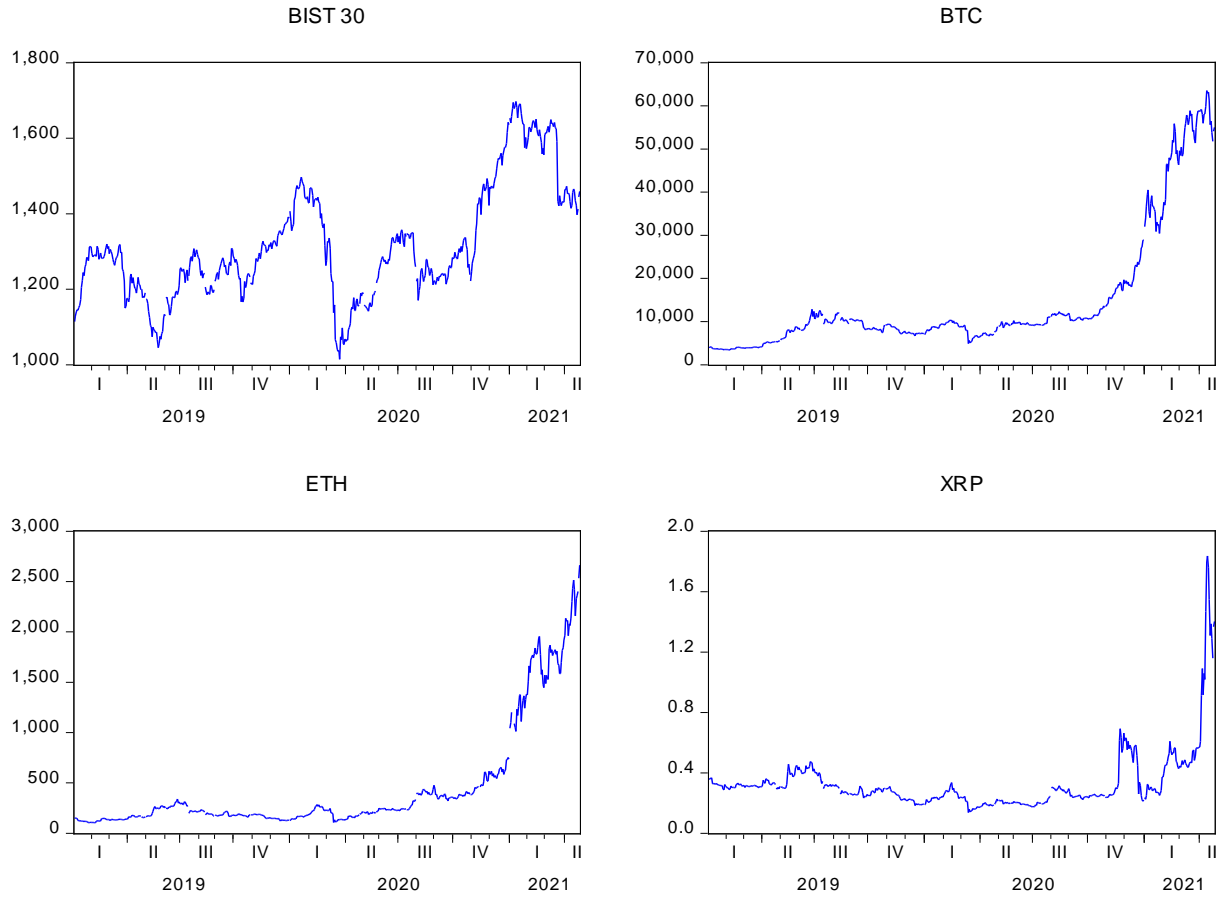 BIST 30
1,800
1,600
1,400
1,200
1,000
I II III IV I II III IV I II
2019 2020 2021
BTC
70,000
60,000
50,000
40,000
30,000
20,000
10,000
0
I II III IV I II III IV I II
2019 2020 2021
ETH
3,000
2,500
2,000
1,500
1,000
500
0
I II III IV I II III IV I II
2019 2020 2021
XRP
2.0
1.6
1.2
0.8
0.4
0.0
I II III IV I II III IV I II
2019 2020 2021